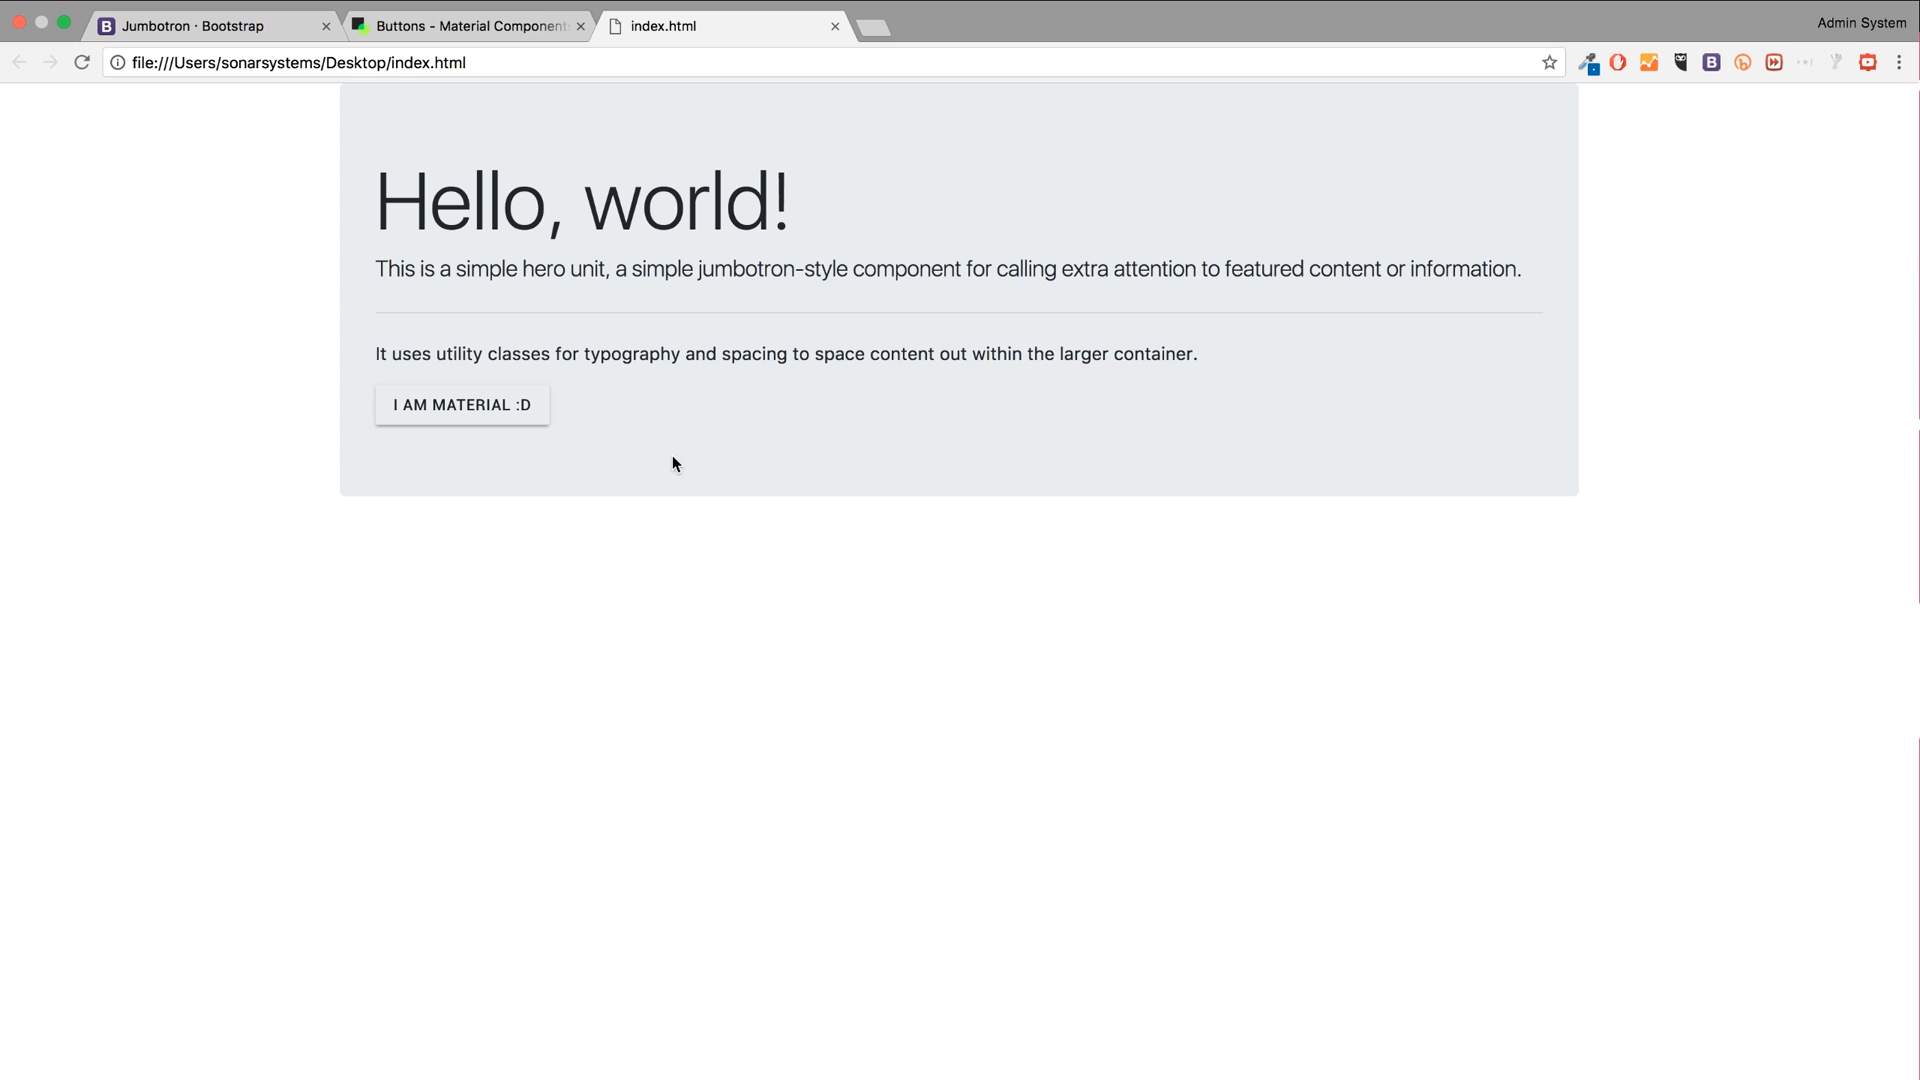 Jumbotron · Bootstrap
Buttons - Material Component
index.html
Admin System
file:///Users/sonarsystems/Desktop/index.html
Hello, world!
This is a simple hero unit, a simple jumbotron-style component for calling extra attention to featured content or information.
It uses utility classes for typography and spacing to space content out within the larger container.
I AM MATERIAL :D